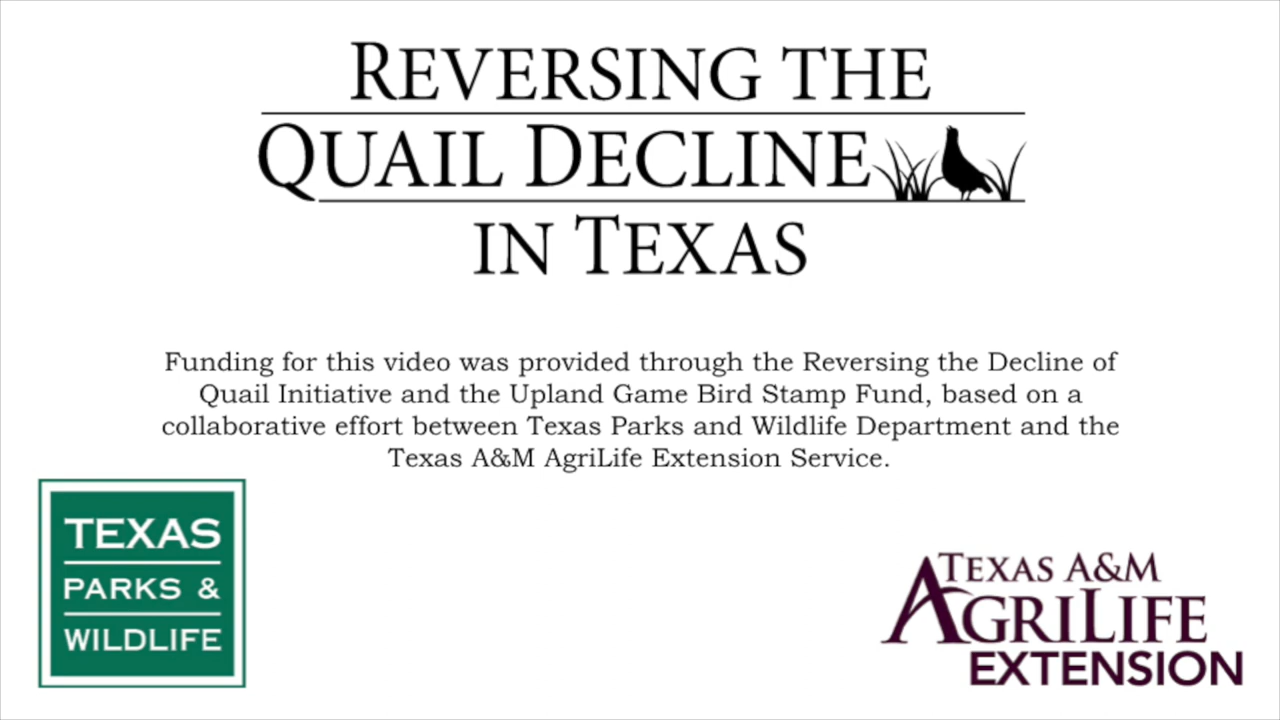 REVERSING THE
QUAIL DECLINE
IN TEXAS
Funding for this video was provided through the Reversing the Decline of
Quail Initiative and the Upland Game Bird Stamp Fund, based on a
collaborative effort between Texas Parks and Wildlife Department and the
Texas A&M AgriLife Extension Service.
TEXAS
PARKS &
WILDLIFE
TEXAS A&M
AGRILIFE
EXTENSION